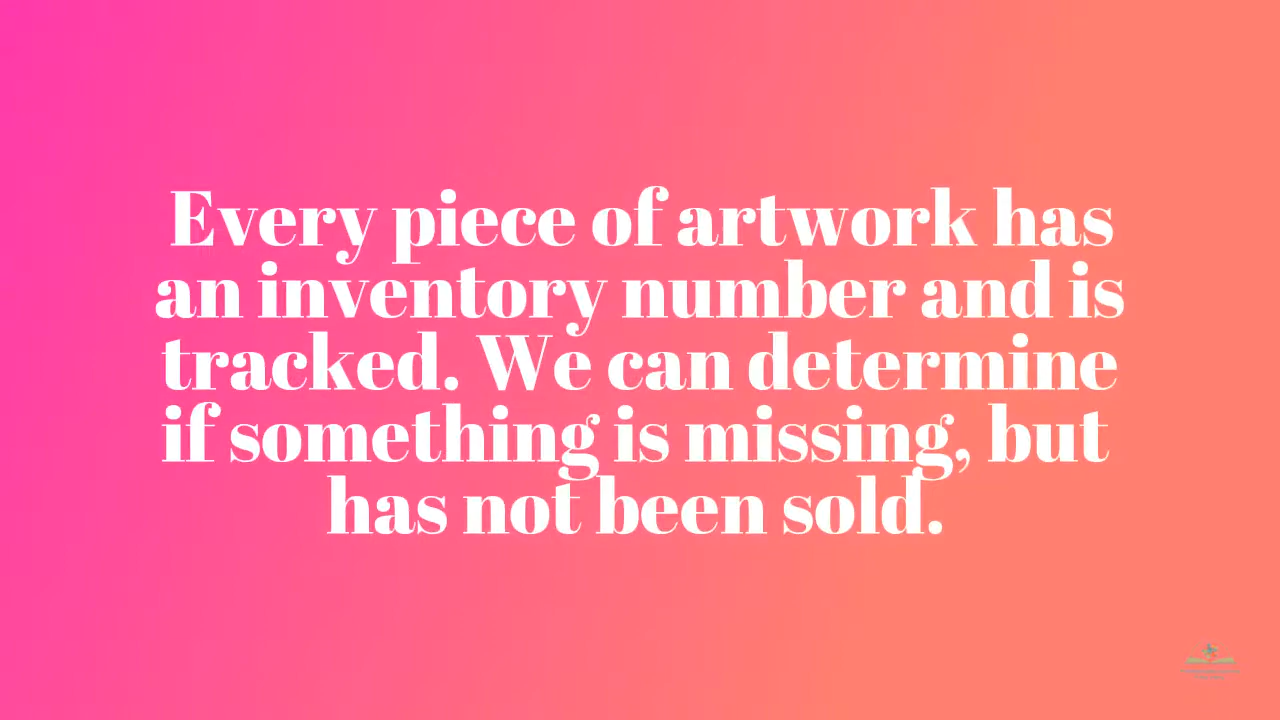 Every piece of artwork has
an inventory number and is
tracked. We can determine
if something is missing, but
has not been sold.